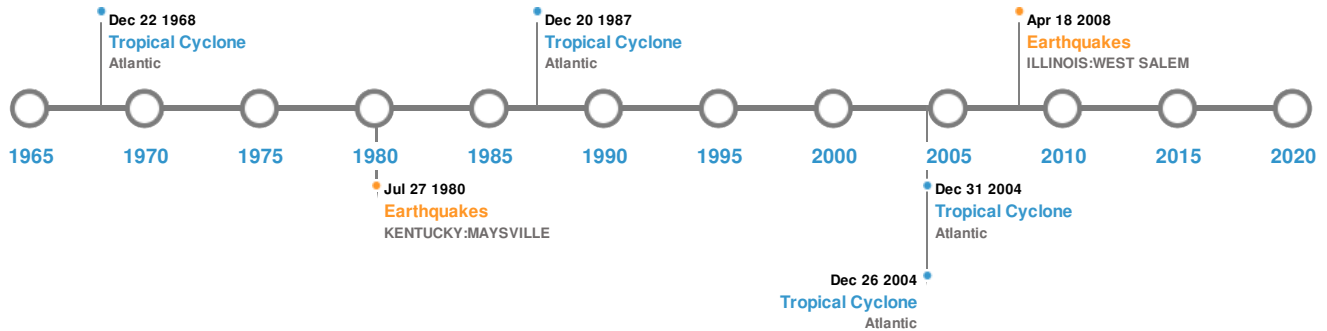 Dec 22 1968
Tropical Cyclone
Atlantic
Dec 20 1987
Tropical Cyclone
Atlantic
Apr 18 2008
Earthquakes
ILLINOIS:WEST SALEM
1965 1970 1975 1980 1985 1990 1995 2000 2005 2010 2015 2020
Jul 27 1980
Earthquakes
KENTUCKY:MAYSVILLE
Dec 31 2004
Tropical Cyclone
Atlantic
Dec 26 2004
Tropical Cyclone
Atlantic